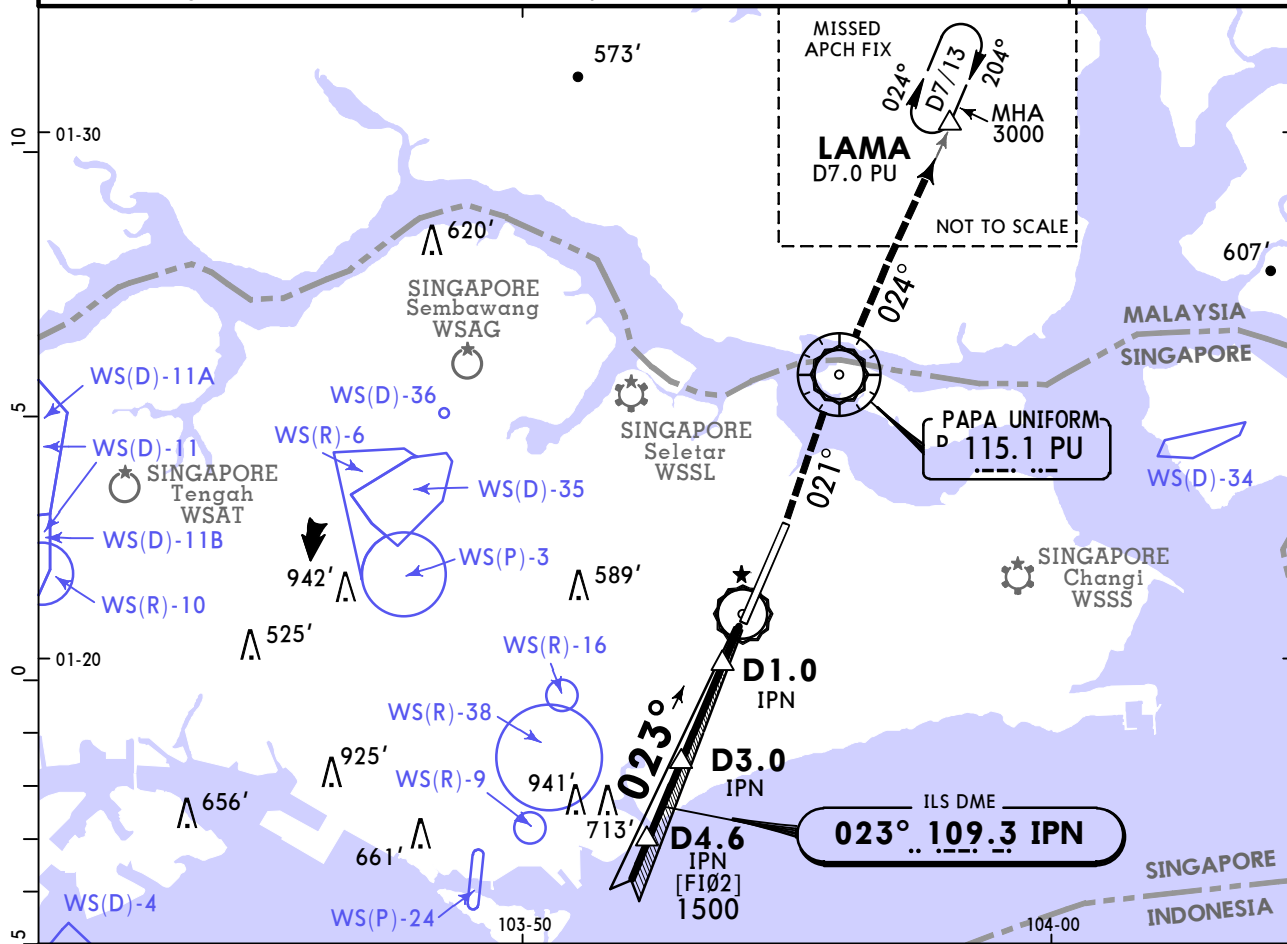 MISSED
APCH FIX
573'
024°
D7/13
204°
MHA
3000
10
01-30
LAMA
D7.0 PU
NOT TO SCALE
620'
607'
SINGAPORE
Sembawang
WSAG
024°
MALAYSIA
SINGAPORE
WS(D)-11A
WS(D)-36
5
WS(R)-6
SINGAPORE
Seletar
WSSL
PAPA UNIFORM
D 115.1 PU
WS(D)-11
SINGAPORE
Tengah
WSAT
WS(D)-35
021°
WS(D)-34
WS(D)-11B
WS(P)-3
942'
589'
SINGAPORE
Changi
WSSS
WS(R)-10
525'
WS(R)-16
0
01-20
D1.0
IPN
WS(R)-38
023°
925'
D3.0
IPN
WS(R)-9
941'
656'
713'
ILS DME
023° 109.3 IPN
661'
D4.6
IPN
[FIØ2]
1500
SINGAPORE
INDONESIA
WS(D)-4
WS(P)-24
103-50
104-00
5